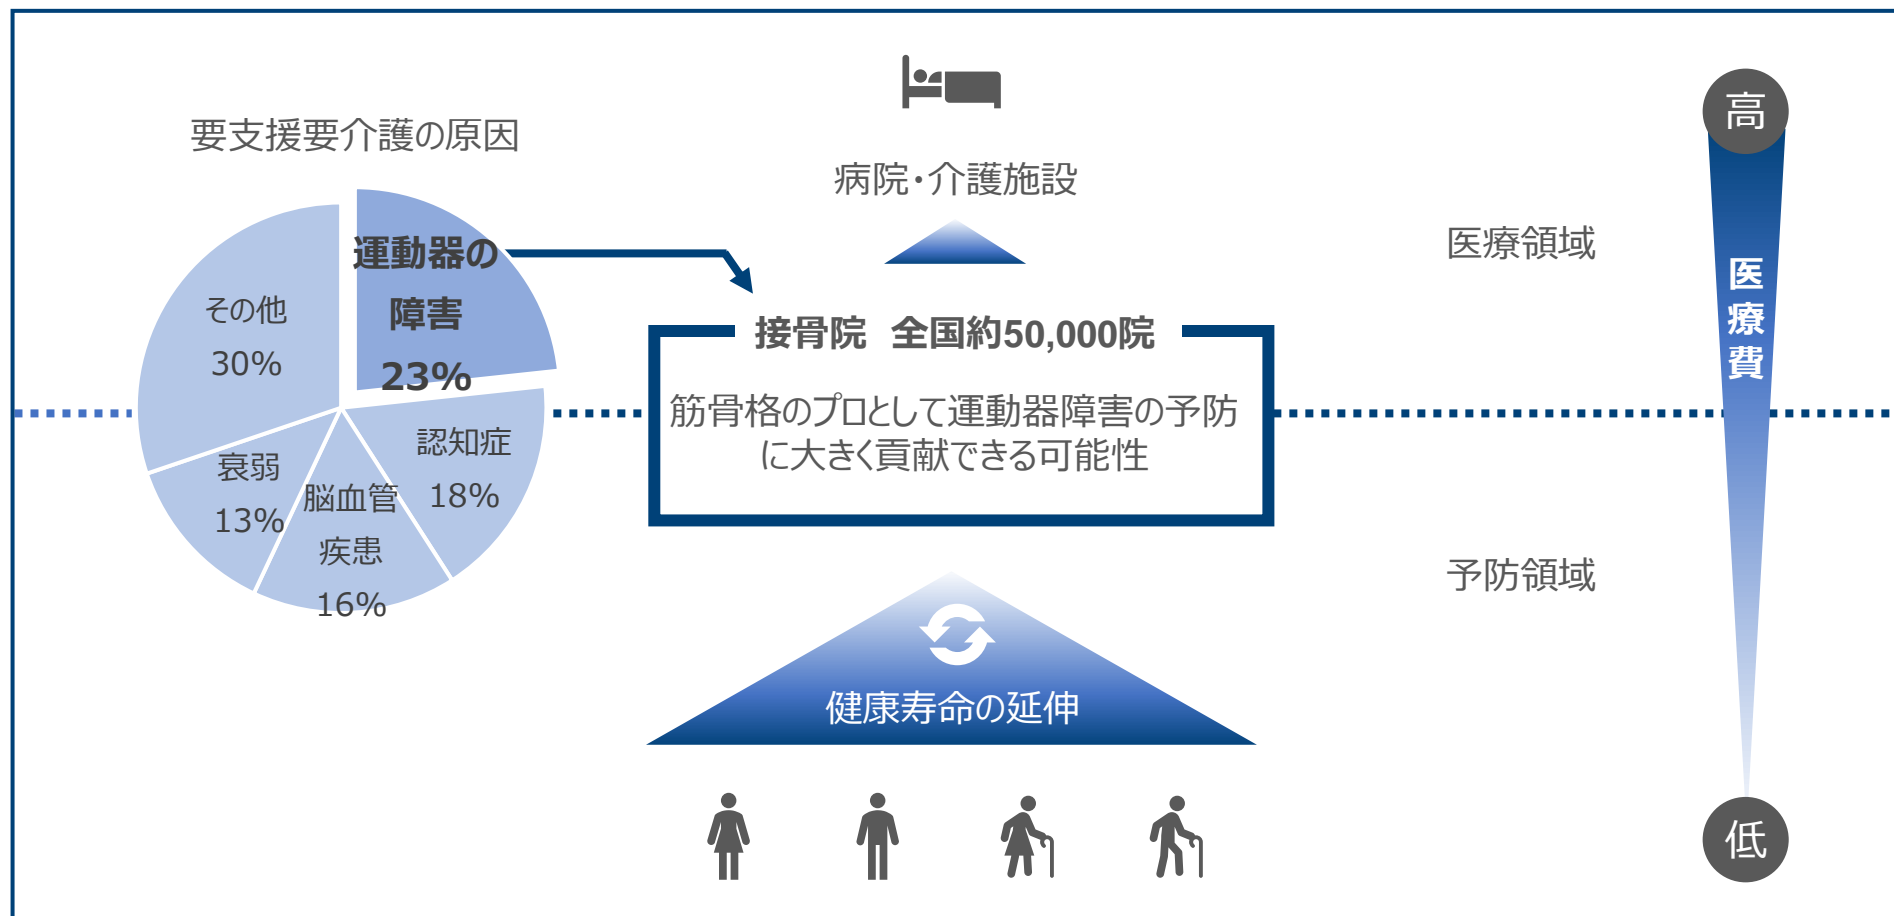 要支援要介護の原因
運動器の
障害
23%
認知症
18%
脳血管
疾患
16%
衰弱
13%
その他
30%
病院・介護施設
接骨院 全国約50,000院
筋骨格のプロとして運動器障害の予防
に大きく貢献できる可能性
健康寿命の延伸
医療領域
予防領域
高
医療費
低